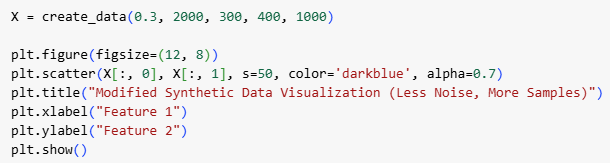 X = create_data(0.3, 2000, 300, 400, 1000)
plt.figure(figsize=(12, 8))
plt.scatter(X[:, 0], X[:, 1], s=50, color='darkblue', alpha=0.7)
plt.title("Modified Synthetic Data Visualization (Less Noise, More Samples)")
plt.xlabel("Feature 1")
plt.ylabel("Feature 2")
plt.show()